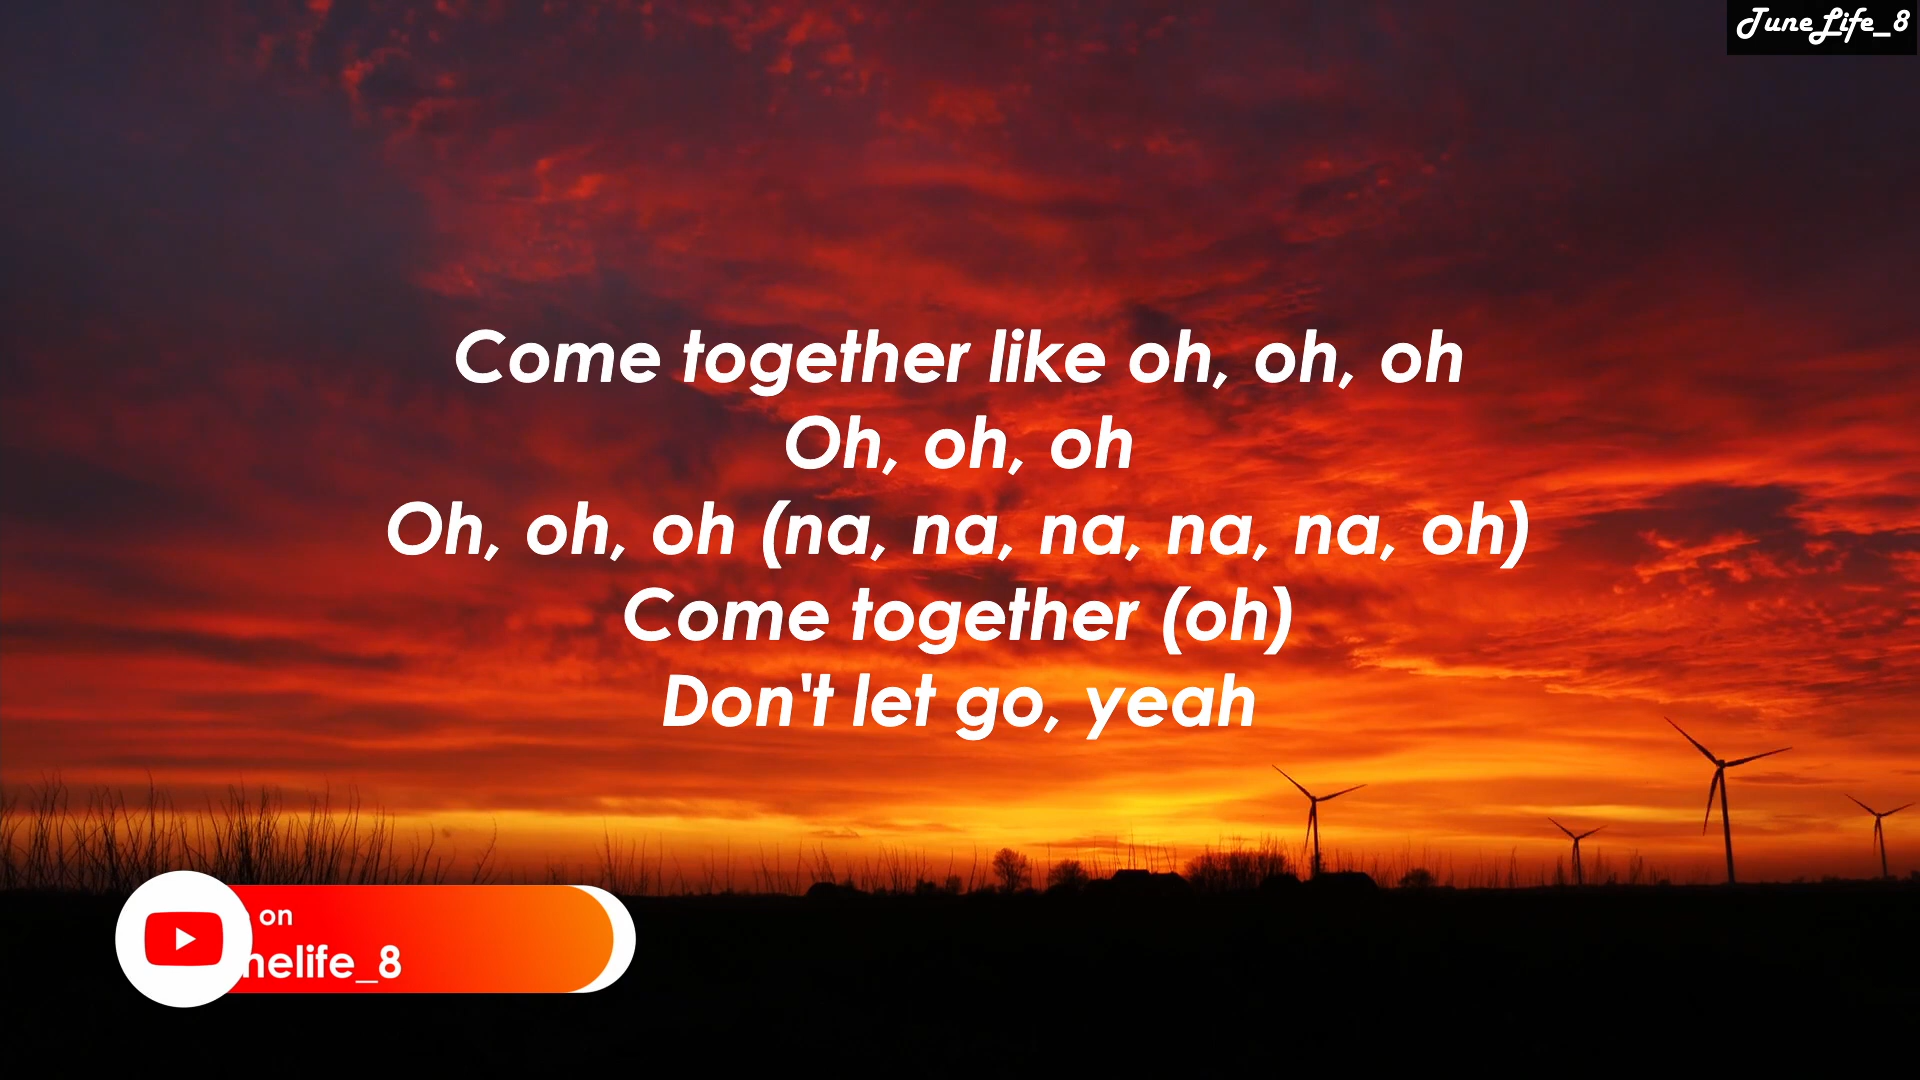 TuneLife_8
Come together like oh, oh, oh
Oh, oh, oh
Oh, oh, oh (na, na, na, na, na, oh)
Come together (oh)
Don't let go, yeah
on
nelife_8